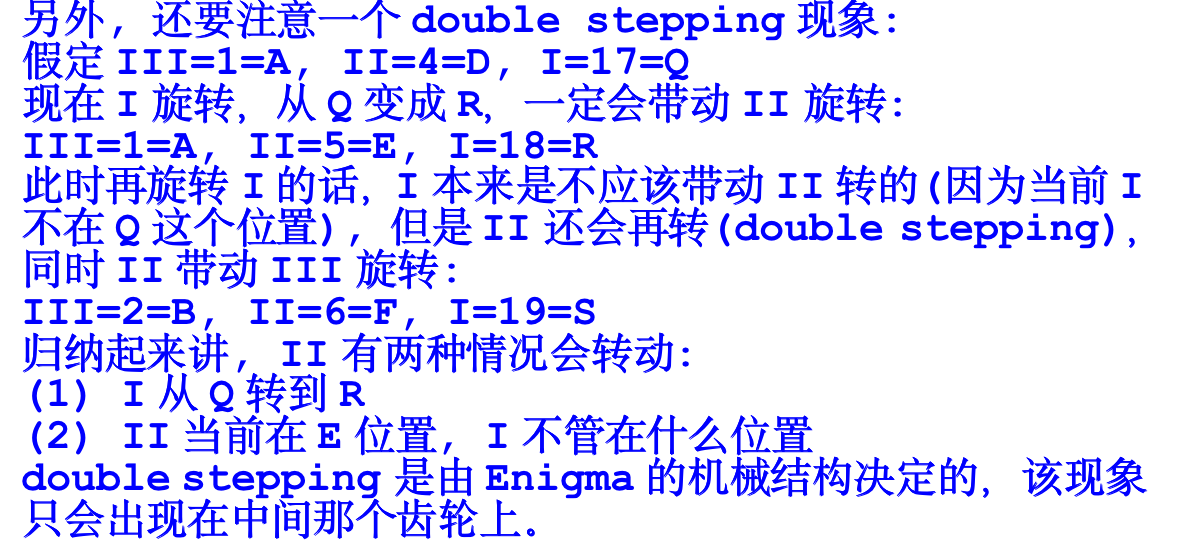 另外, 还要注意一个 double stepping 现象:
假定 III=1=A, II=4=D, I=17=Q
现在 I 旋转, 从 Q 变成 R, 一定会带动 II 旋转:
III=1=A, II=5=E, I=18=R
此时再旋转 I 的话, I 本来是不应该带动 II 转的(因为当前 I
不在 Q 这个位置), 但是 II 还会再转(double stepping),
同时 II 带动 III 旋转:
III=2=B, II=6=F, I=19=S
归纳起来讲, II 有两种情况会转动:
(1) I 从 Q 转到 R
(2) II 当前在 E 位置, I 不管在什么位置
double stepping 是由 Enigma 的机械结构决定的, 该现象
只会出现在中间那个齿轮上。